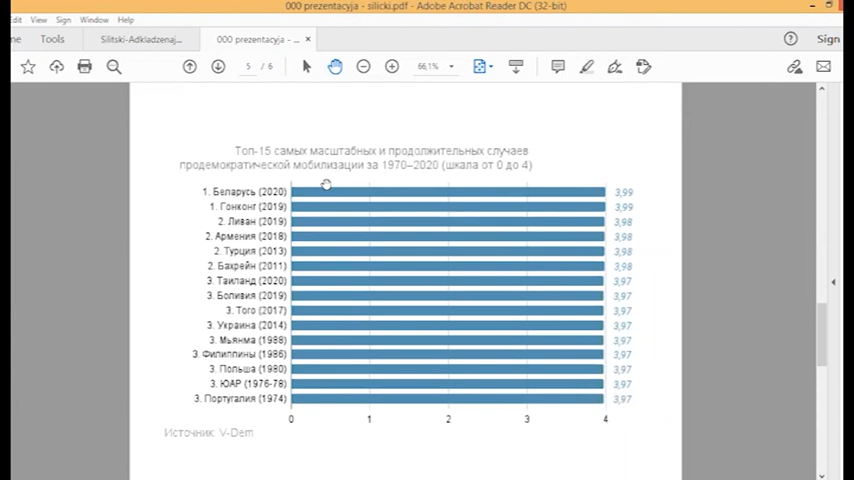 000 prezentacyja - silicki.pdf - Adobe Acrobat Reader DC (32-bit)
Edit View Sign Window Help
me Tools Silitski-Adkiadzenaj... 000 prezentacyja - ... × Sign
5 / 6 66,1%
Топ-15 самых масштабных и продолжительных случаев
продемократической мобилизации за 1970–2020 (шкала от 0 до 4)
1. Беларусь (2020) 3,99
1. Гонконг (2019) 3,99
2. Ливан (2019) 3,98
2. Армения (2018) 3,98
2. Турция (2013) 3,98
2. Бахрейн (2011) 3,98
3. Таиланд (2020) 3,97
3. Боливия (2019) 3,97
3. Того (2017) 3,97
3. Украина (2014) 3,97
3. Мьянма (1988) 3,97
3. Филиппины (1986) 3,97
3. Польша (1980) 3,97
3. ЮАР (1976-78) 3,97
3. Португалия (1974) 3,97
0 1 2 3 4
Источник: V-Dem